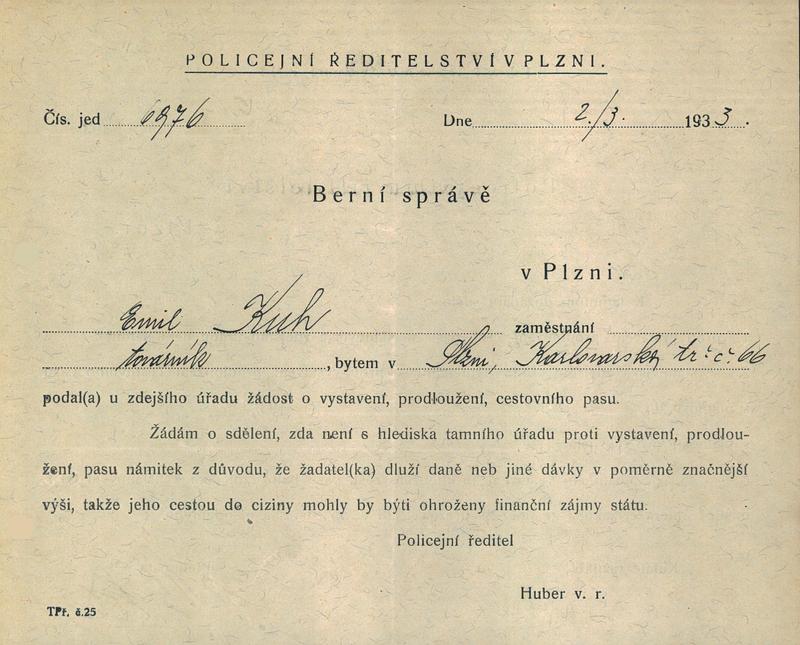 POLICEJNÍ ŘEDITELSTVÍ V PLZNI.
Čís. jed 6976 Dne 2./3. 1933.
Berní správě
v Plzni.
Emil Kuh zaměstnání
továrník, bytem v Plzni, Karlovarská tř. č. 66
podal(a) u zdejšího úřadu žádost o vystavení, prodloužení, cestovního pasu.
Žádám o sdělení, zda není s hlediska tamního úřadu proti vystavení, prodlou-
žení, pasu námitek z důvodu, že žadatel(ka) dluží daně neb jiné dávky v poměrně značnější
výši, takže jeho cestou do ciziny mohly by býti ohroženy finanční zájmy státu.
Policejní ředitel
Huber v. r.
TPř. č.25